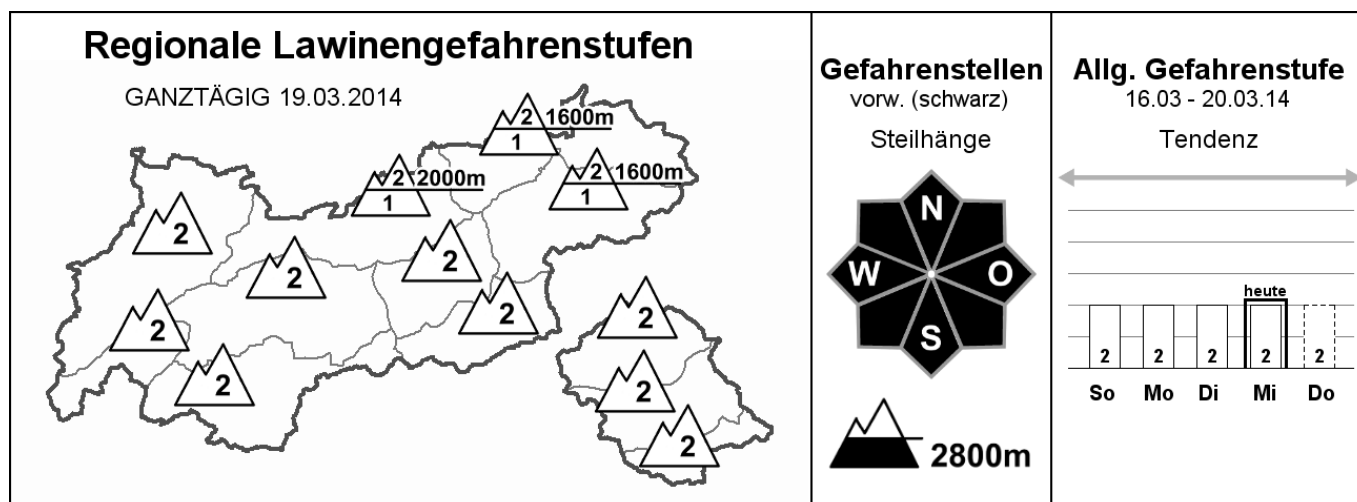 Regionale Lawinengefahrenstufen
GANZTÄGIG 19.03.2014
2 1600m
1
2 2000m
1
2 1600m
1
2
2
2
2
2
2
2
2
2
Gefahrenstellen
vorw. (schwarz)
Steilhänge
N
W O
S
2800m
Allg. Gefahrenstufe
16.03 - 20.03.14
Tendenz
heute
2 2 2 2 2
So Mo Di Mi Do